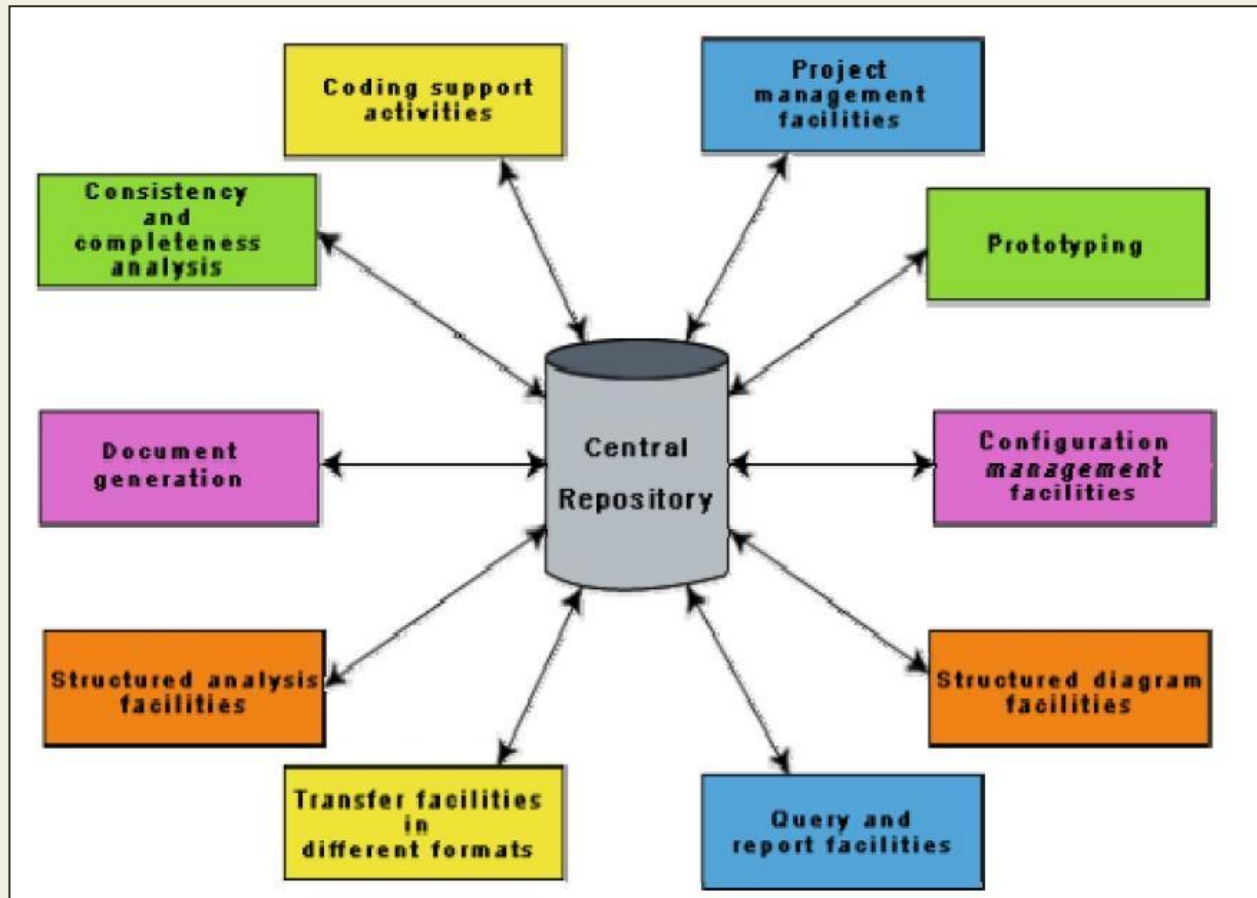 Coding support
activities
Project
management
facilities
Consistency
and
completeness
analysis
Prototyping
Document
generation
Central
Repository
Configuration
management
facilities
Structured analysis
facilities
Structured diagram
facilities
Transfer facilities
in
different formats
Query and
report facilities